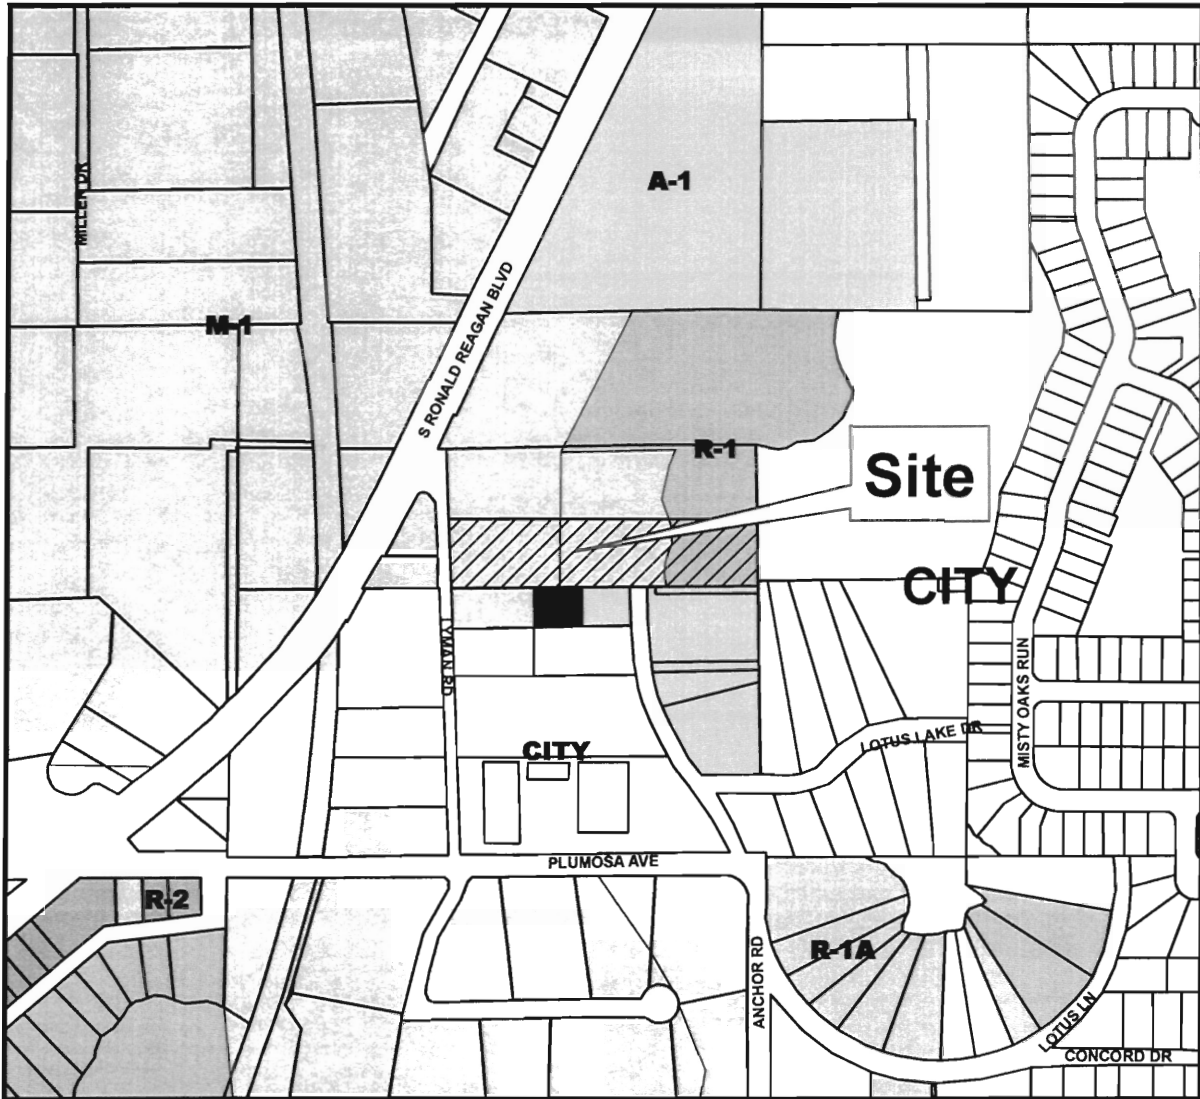 A-1
MILLER DR
M-1
S RONALD REAGAN BLVD
R-1
Site
CITY
LYMAN RD
MISTY OAKS RUN
LOTUS LAKE DR
CITY
PLUMOSA AVE
R-2
R-1A
ANCHOR RD
LOTUS LN
CONCORD DR